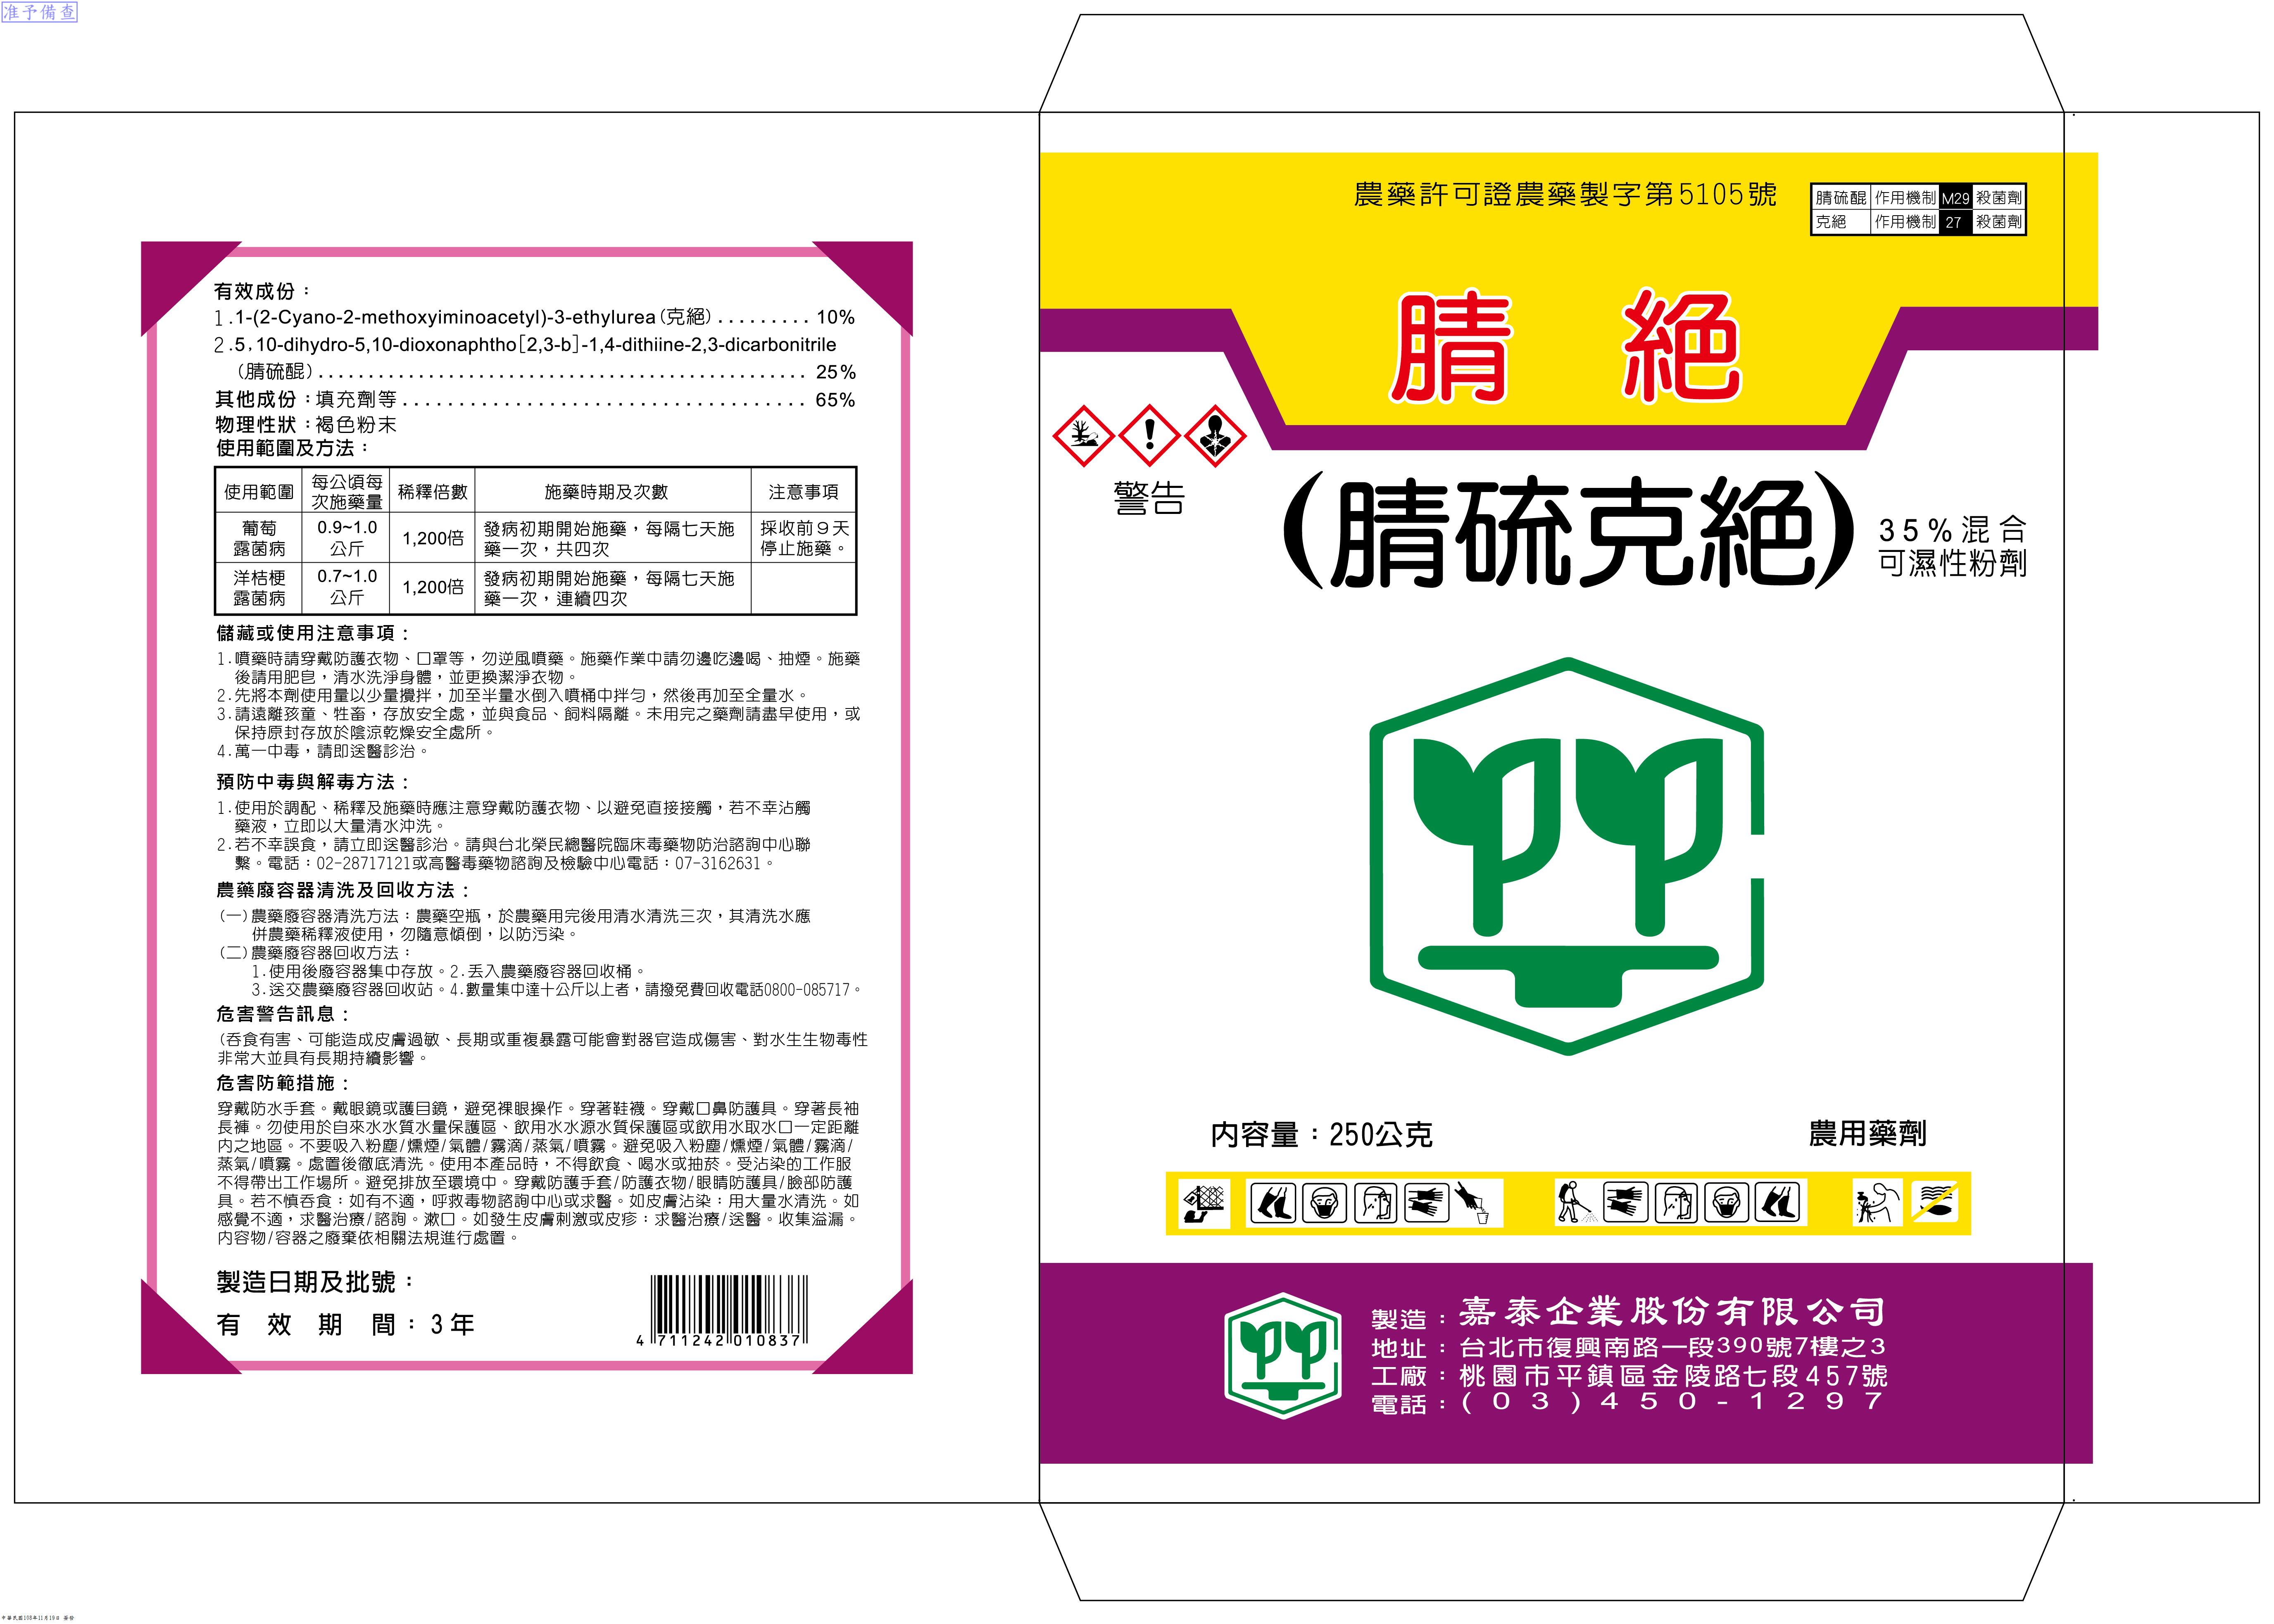 准予備查
有效成份：
1.1-(2-Cyano-2-methoxyiminoacetyl)-3-ethylurea(克絕).........10%
2.5,10-dihydro-5,10-dioxonaphtho[2,3-b]-1,4-dithiine-2,3-dicarbonitrile
(腈硫醌)................................................25%
其他成份：填充劑等....................................65%
物理性狀：褐色粉末
使用範圍及方法：
使用範圍 每公頃每次施藥量 稀釋倍數 施藥時期及次數 注意事項
葡萄露菌病 0.9~1.0公斤 1,200倍 發病初期開始施藥，每隔七天施藥一次，共四次 採收前9天停止施藥。
洋桔梗露菌病 0.7~1.0公斤 1,200倍 發病初期開始施藥，每隔七天施藥一次，連續四次
儲藏或使用注意事項：
1.噴藥時請穿戴防護衣物、口罩等，勿逆風噴藥。施藥作業中請勿邊吃邊喝、抽煙。施藥
後請用肥皂，清水洗淨身體，並更換潔淨衣物。
2.先將本劑使用量以少量攪拌，加至半量水倒入噴桶中拌勻，然後再加至全量水。
3.請遠離孩童、牲畜，存放安全處，並與食品、飼料隔離。未用完之藥劑請盡早使用，或
保持原封存放於陰涼乾燥安全處所。
4.萬一中毒，請即送醫診治。
預防中毒與解毒方法：
1.使用於調配、稀釋及施藥時應注意穿戴防護衣物、以避免直接接觸，若不幸沾觸
藥液，立即以大量清水沖洗。
2.若不幸誤食，請立即送醫診治。請與台北榮民總醫院臨床毒藥物防治諮詢中心聯
繫。電話：02-28717121或高醫毒藥物諮詢及檢驗中心電話：07-3162631。
農藥廢容器清洗及回收方法：
(一)農藥廢容器清洗方法：農藥空瓶，於農藥用完後用清水清洗三次，其清洗水應
併農藥稀釋液使用，勿隨意傾倒，以防污染。
(二)農藥廢容器回收方法：
1.使用後廢容器集中存放。2.丟入農藥廢容器回收桶。
3.送交農藥廢容器回收站。4.數量集中達十公斤以上者，請撥免費回收電話0800-085717。
危害警告訊息：
(吞食有害、可能造成皮膚過敏、長期或重複暴露可能會對器官造成傷害、對水生生物毒性
非常大並具有長期持續影響。
危害防範措施：
穿戴防水手套。戴眼鏡或護目鏡，避免裸眼操作。穿著鞋襪。穿戴口鼻防護具。穿著長袖
長褲。勿使用於自來水水質水量保護區、飲用水水源水質保護區或飲用水取水口一定距離
內之地區。不要吸入粉塵/燻煙/氣體/霧滴/蒸氣/噴霧。避免吸入粉塵/燻煙/氣體/霧滴/
蒸氣/噴霧。處置後徹底清洗。使用本產品時，不得飲食、喝水或抽菸。受沾染的工作服
不得帶出工作場所。避免排放至環境中。穿戴防護手套/防護衣物/眼睛防護具/臉部防護
具。若不慎吞食：如有不適，呼救毒物諮詢中心或求醫。如皮膚沾染：用大量水清洗。如
感覺不適，求醫治療/諮詢。漱口。如發生皮膚刺激或皮疹：求醫治療/送醫。收集溢漏。
內容物/容器之廢棄依相關法規進行處置。
製造日期及批號：
有效期間：3年
4 711242 010837
農藥許可證農藥製字第5105號
腈硫醌 作用機制 M29 殺菌劑
克絕 作用機制 27 殺菌劑
腈 絕
警告
(腈硫克絕)
35%混合
可濕性粉劑
內容量：250公克
農用藥劑
製造：嘉泰企業股份有限公司
地址：台北市復興南路一段390號7樓之3
工廠：桃園市平鎮區金陵路七段457號
電話：(03)450-1297